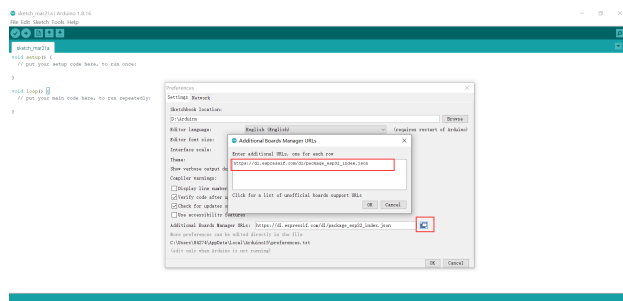 sketch_mar21a | Arduino 1.8.16
File Edit Sketch Tools Help
sketch_mar21a
void setup() {
// put your setup code here, to run once:
}
void loop() {
// put your main code here, to run repeatedly:
}
Preferences
Settings Network
Sketchbook location:
D:\Arduino
Browse
Editor language: English (English) (requires restart of Arduino)
Editor font size:
Interface scale:
Theme:
Show verbose output du
Compiler warnings:
Display line number
Verify code after u
Check for updates o
Use accessibility features
Additional Boards Manager URLs: https://dl.espressif.com/dl/package_esp32_index.json
More preferences can be edited directly in the file
(edit only when Arduino is not running)
OK Cancel
Additional Boards Manager URLs
Enter additional URLs, one for each row
https://dl.espressif.com/dl/package_esp32_index.json
Click for a list of unofficial boards support URLs
OK Cancel